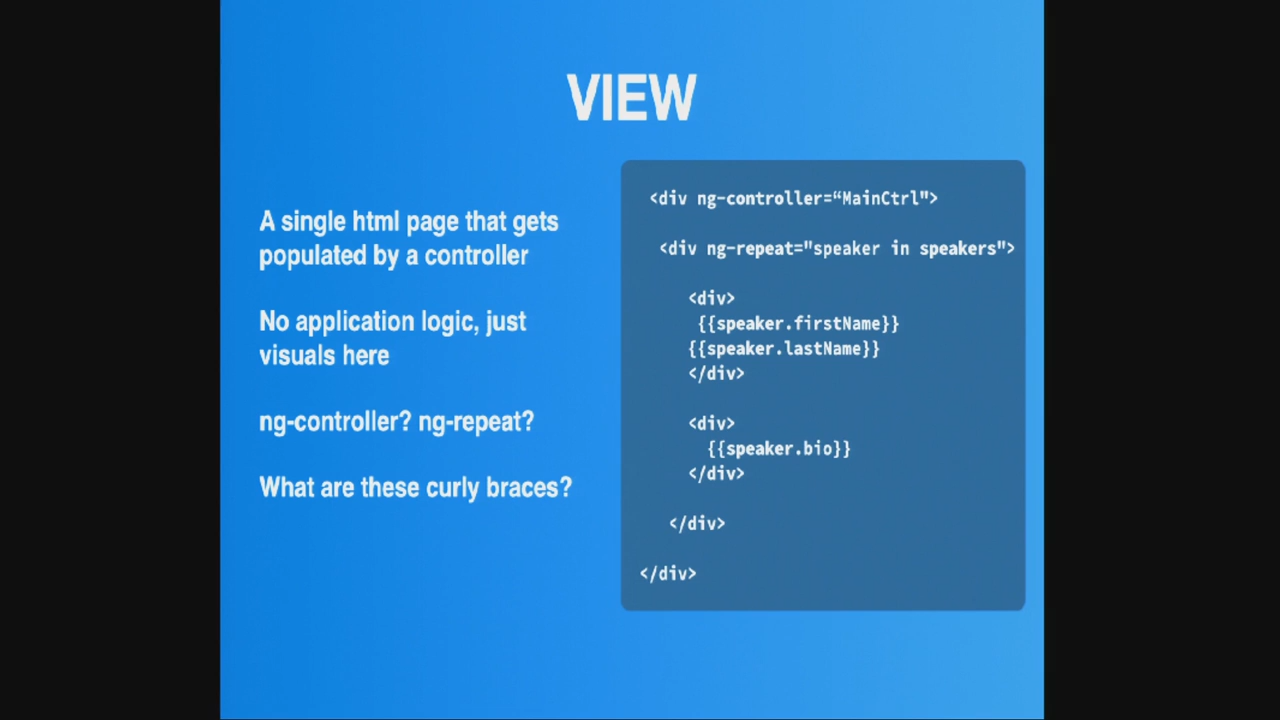 VIEW
A single html page that gets
populated by a controller
No application logic, just
visuals here
ng-controller? ng-repeat?
What are these curly braces?
<div ng-controller=“MainCtrl">
<div ng-repeat="speaker in speakers">
<div>
{{speaker.firstName}}
{{speaker.lastName}}
</div>
<div>
{{speaker.bio}}
</div>
</div>
</div>